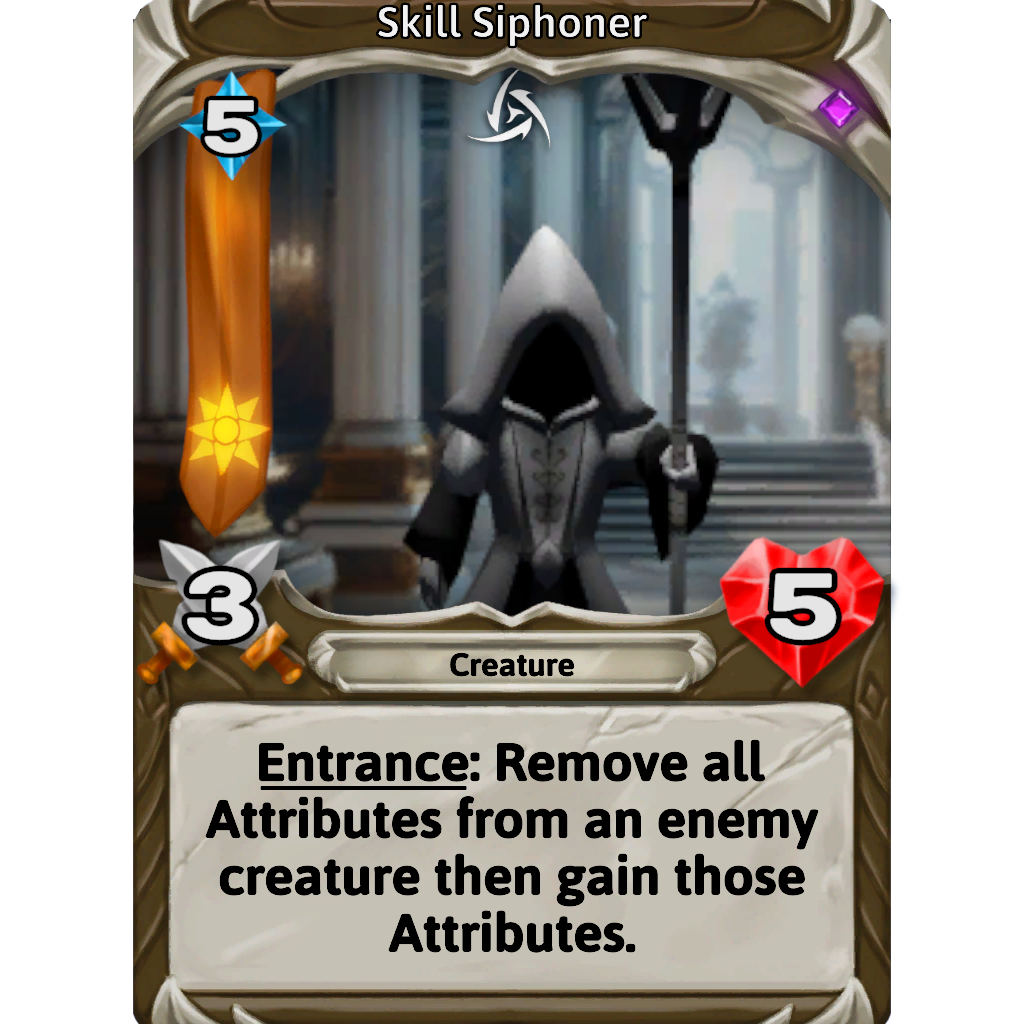 Skill Siphoner
5
3
5
Creature
Entrance: Remove all
Attributes from an enemy
creature then gain those
Attributes.